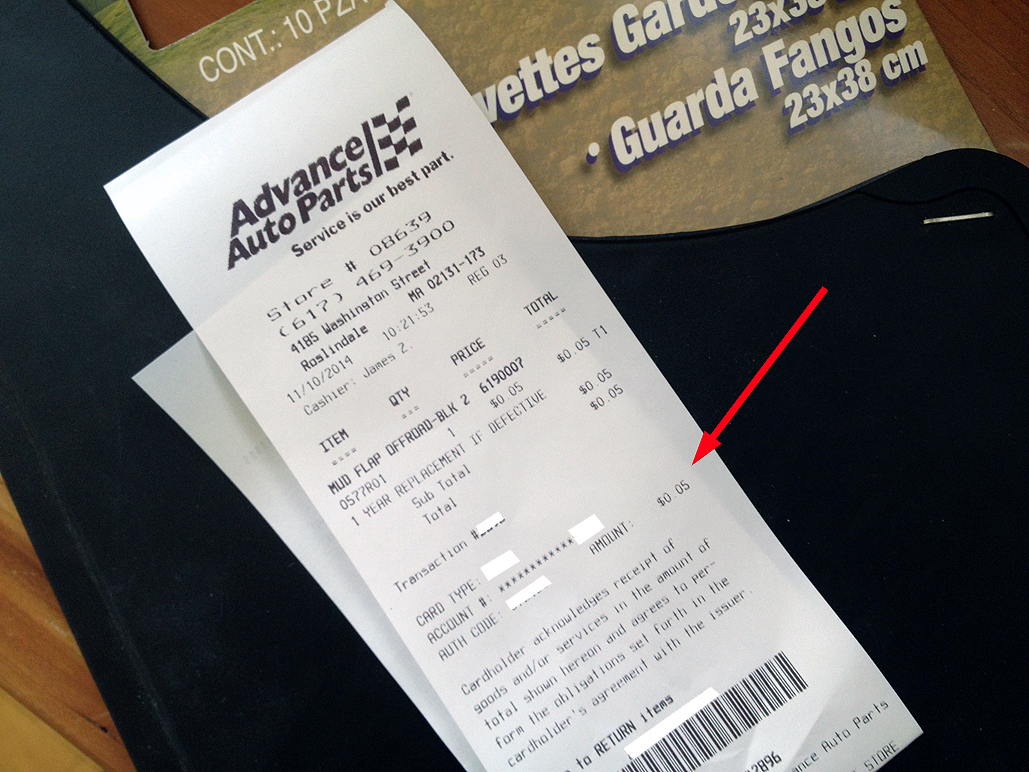 CONT.: 10 PZA
vettes Garde
23x38
• Guarda Fangos
23x38 cm
Advance
Auto Parts
Service is our best part.
Store # 08639
(617) 469-3900
4185 Washington Street
Roslindale MA 02131-173
11/10/2014 10:21:53 REG 03
Cashier: James Z.
ITEM QTY PRICE TOTAL
==== === ===== =====
MUD FLAP OFFROAD-BLK 2 6190007
0577R01 1 $0.05 $0.05 T1
1 YEAR REPLACEMENT IF DEFECTIVE
Sub Total $0.05
Total $0.05
Transaction #
CARD TYPE: AMOUNT: $0.05
ACCOUNT #: ************
AUTH CODE:
Cardholder acknowledges receipt of
goods and/or services in the amount of
total shown hereon and agrees to per-
form the obligations set furth in the
cardholder's agreement with the issuer.
to RETURN items
2896
Advance Auto Parts
STORE